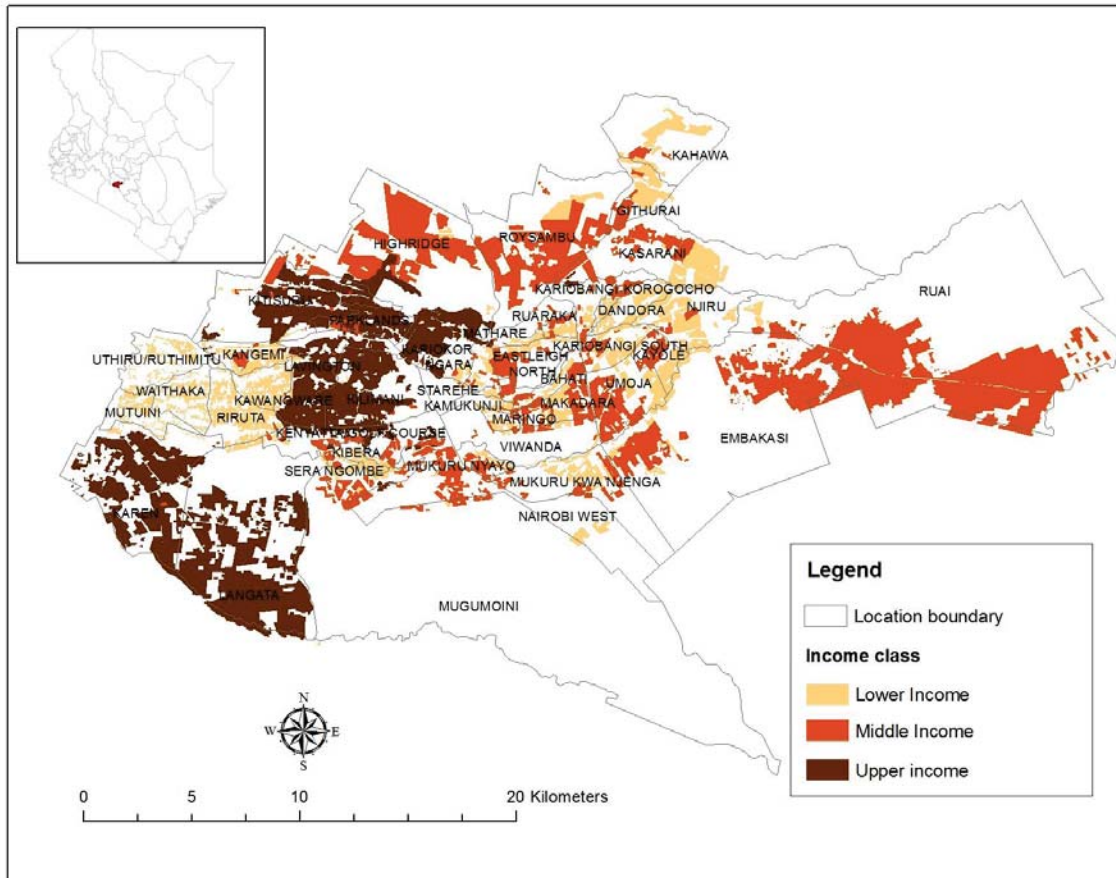 KAHAWA
GITHURAI
HIGHRIDGE
ROYSAMBU
KASARANI
RUAI
KARIOBANGI KOROGOCHO
KITISURU
DANDORA
NJIRU
PARKLANDS
RUARAKA
MATHARE
KARIOKOR
KARIOBANGI SOUTH
UTHIRU/RUTHIMITU
KANGEMI
EASTLEIGH
NORTH
KAYOLE
LAVINGTON
NGARA
BAHATI
UMOJA
WAITHAKA
STAREHE
KAWANGWARE
KILIMANI
KAMUKUNJI
MAKADARA
MUTUINI
RIRUTA
MARINGO
KENYATTA GOLF COURSE
VIWANDA
EMBAKASI
KIBERA
SERA NGOMBE
MUKURU NYAYO
MUKURU KWA NJENGA
KAREN
NAIROBI WEST
LANGATA
MUGUMOINI
Legend
Location boundary
Income class
Lower Income
Middle Income
Upper income
N
W
E
S
0
5
10
20 Kilometers